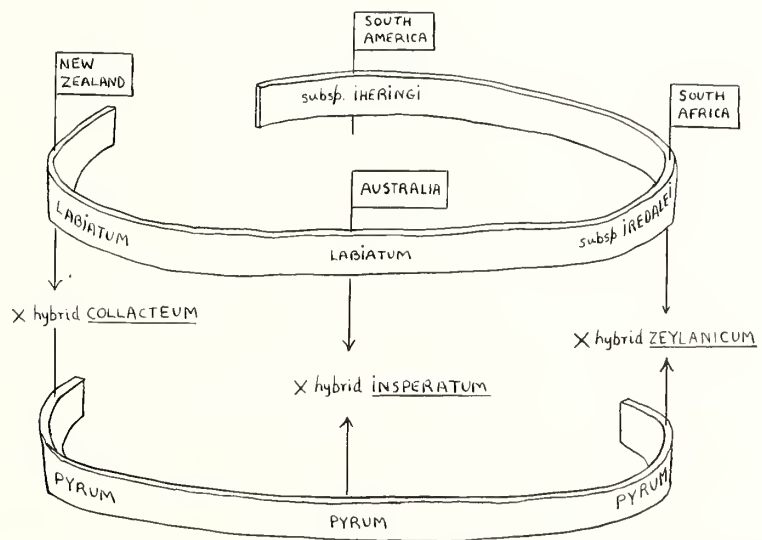 SOUTH
AMERICA
NEW
ZEALAND
subsp. iHERINGI
SOUTH
AFRICA
AUSTRALIA
LABIATUM
LABIATUM
subsp iREDALEI
X hybrid COLLACTEUM
X hybrid ZEYLANICUM
X hybrid iNSPERATUM
PYRUM
PYRUM
PYRUM